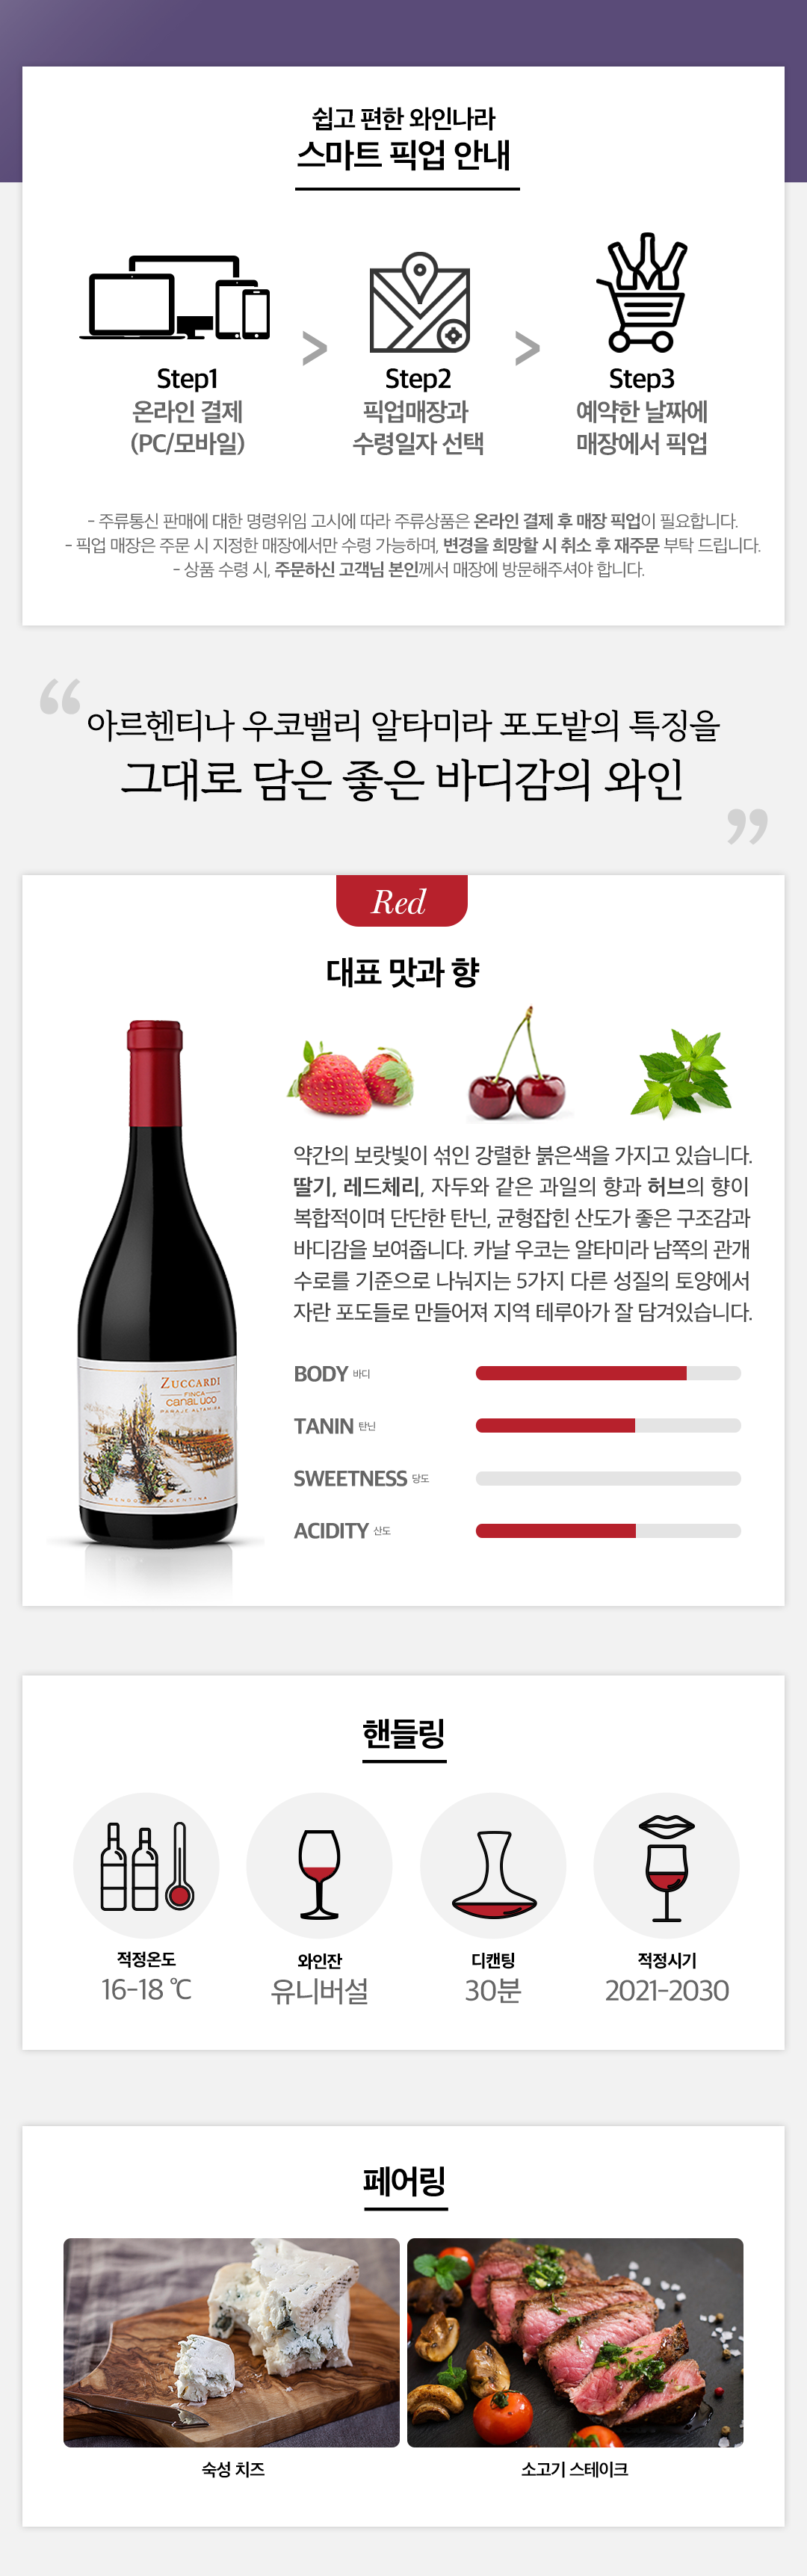 쉽고 편한 와인나라
스마트 픽업 안내
Step1
온라인 결제
(PC/모바일)
>
Step2
픽업매장과
수령일자 선택
>
Step3
예약한 날짜에
매장에서 픽업
- 주류통신 판매에 대한 명령위임 고시에 따라 주류상품은 온라인 결제 후 매장 픽업이 필요합니다.
- 픽업 매장은 주문 시 지정한 매장에서만 수령 가능하며, 변경을 희망할 시 취소 후 재주문 부탁 드립니다.
- 상품 수령 시, 주문하신 고객님 본인께서 매장에 방문해주셔야 합니다.
“
아르헨티나 우코밸리 알타미라 포도밭의 특징을
그대로 담은 좋은 바디감의 와인
”
Red
대표 맛과 향
약간의 보랏빛이 섞인 강렬한 붉은색을 가지고 있습니다.
딸기, 레드체리, 자두와 같은 과일의 향과 허브의 향이
복합적이며 단단한 탄닌, 균형잡힌 산도가 좋은 구조감과
바디감을 보여줍니다. 카날 우코는 알타미라 남쪽의 관개
수로를 기준으로 나눠지는 5가지 다른 성질의 토양에서
자란 포도들로 만들어져 지역 테루아가 잘 담겨있습니다.
ZUCCARDI
FINCA
CANAL UCO
PARAJE ALTAMIRA
BODY 바디
TANIN 탄닌
SWEETNESS 당도
ACIDITY 산도
핸들링
적정온도
16-18 ℃
와인잔
유니버설
디캔팅
30분
적정시기
2021-2030
페어링
숙성 치즈
소고기 스테이크